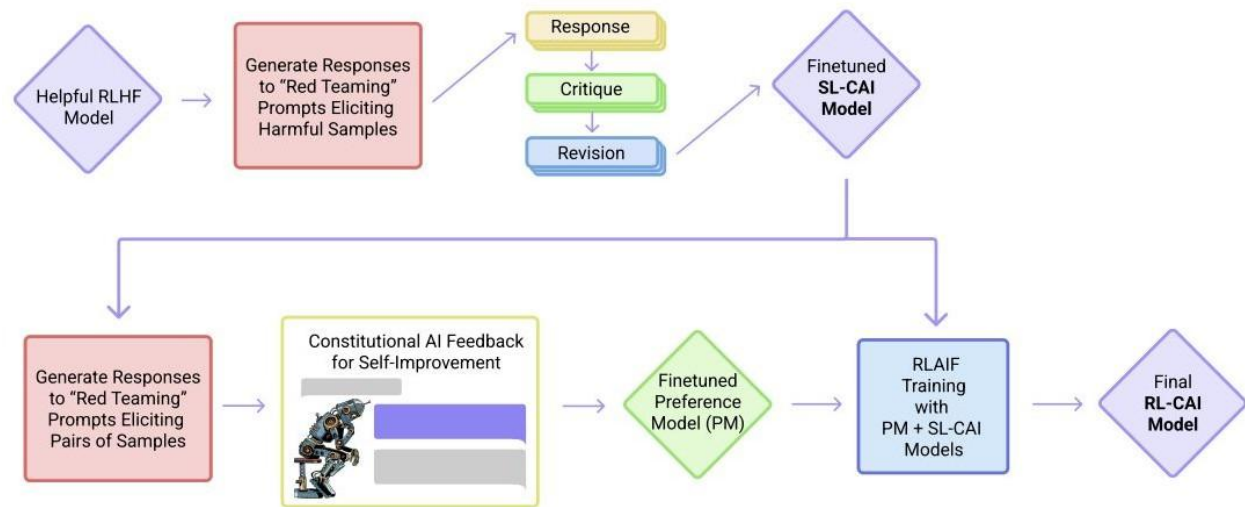 Helpful RLHF
Model
Generate Responses
to “Red Teaming”
Prompts Eliciting
Harmful Samples
Response
Critique
Revision
Finetuned
SL-CAI
Model
Generate Responses
to “Red Teaming”
Prompts Eliciting
Pairs of Samples
Constitutional AI Feedback
for Self-Improvement
Finetuned
Preference
Model (PM)
RLAIF
Training
with
PM + SL-CAI
Models
Final
RL-CAI
Model